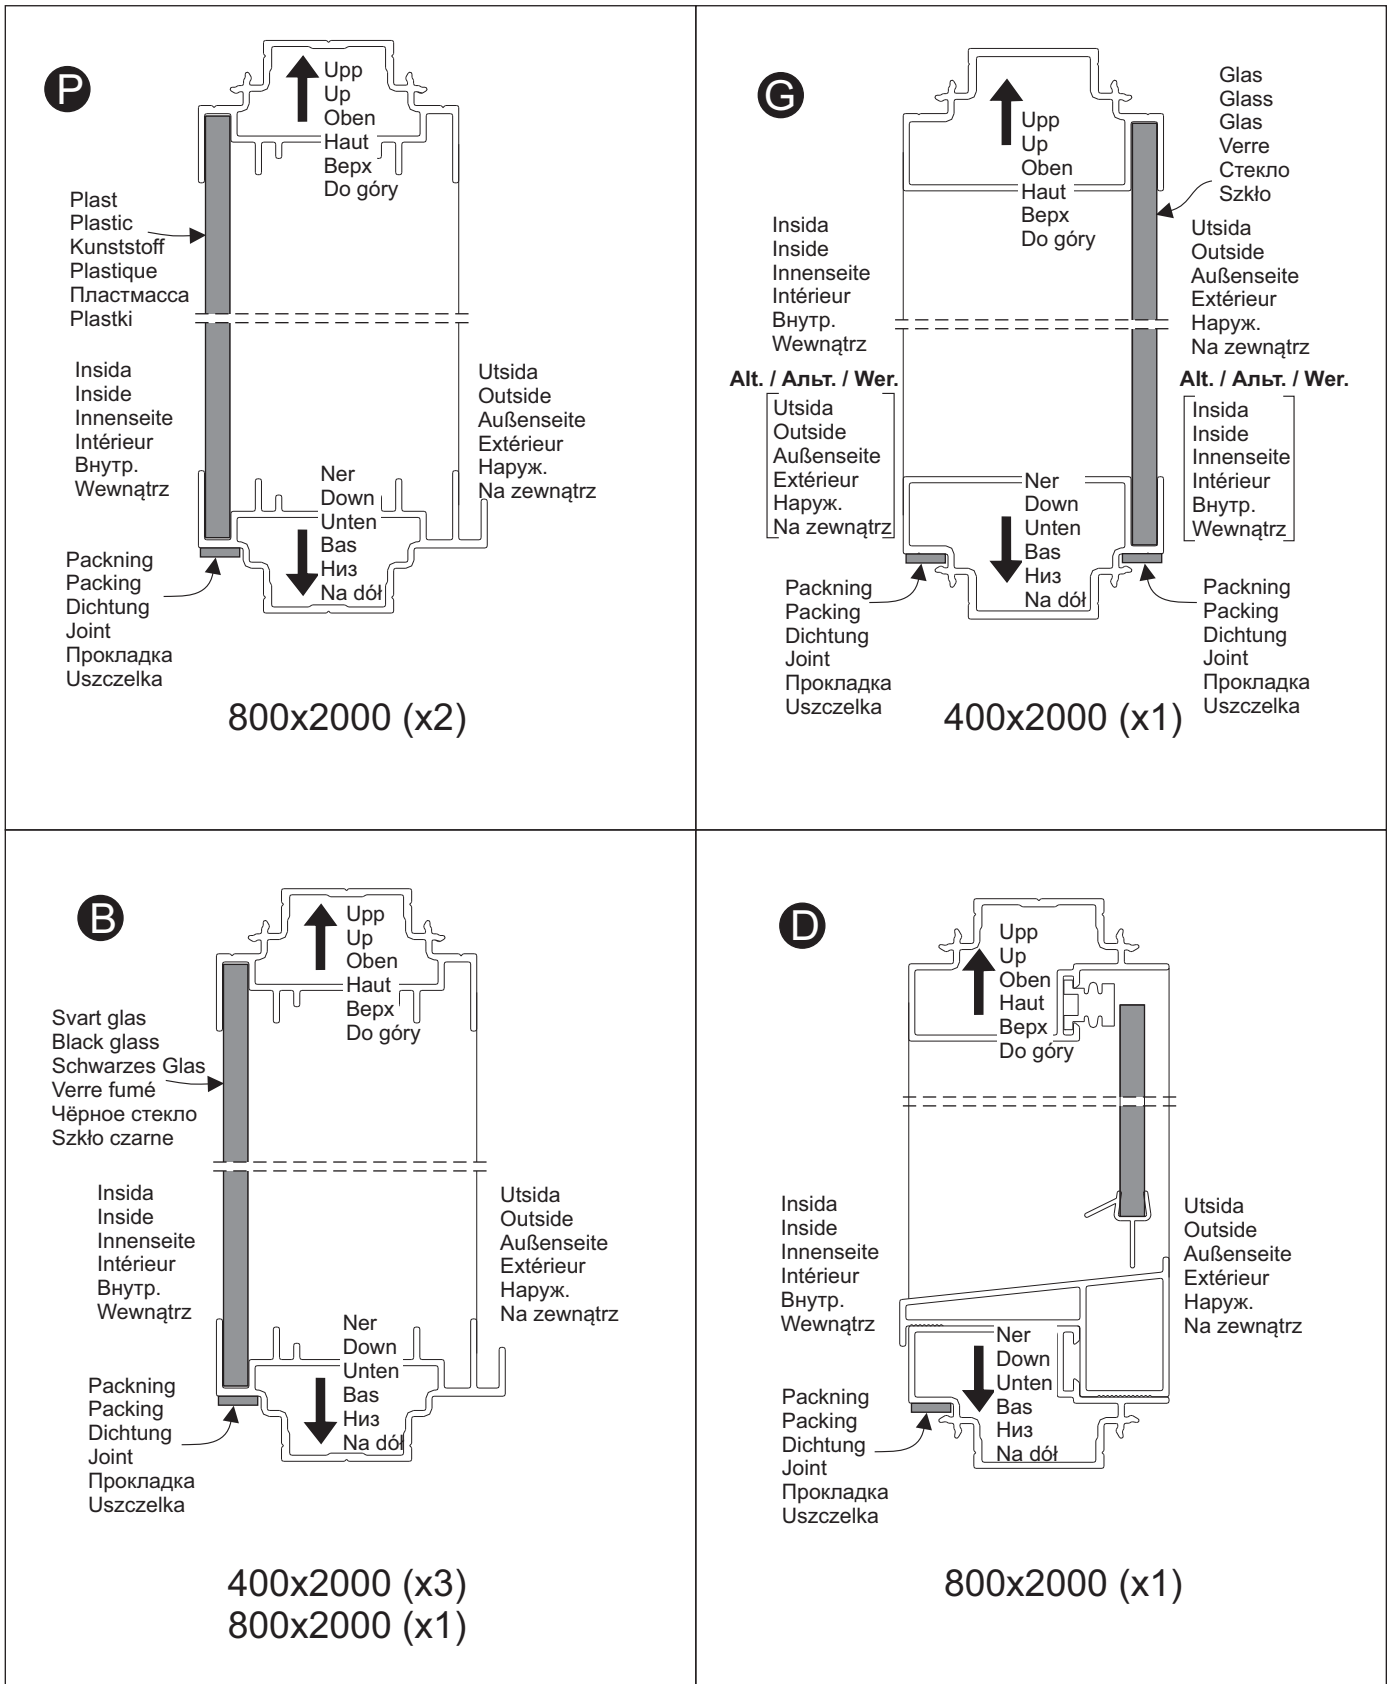 P
Upp
Up
Oben
Haut
Верх
Do góry
Plast
Plastic
Kunststoff
Plastique
Пластмасса
Plastki
Insida
Inside
Innenseite
Intérieur
Внутр.
Wewnątrz
Utsida
Outside
Außenseite
Extérieur
Наруж.
Na zewnątrz
Ner
Down
Unten
Bas
Низ
Na dół
Packning
Packing
Dichtung
Joint
Прокладка
Uszczelka
800x2000 (x2)
G
Upp
Up
Oben
Haut
Верх
Do góry
Glas
Glass
Glas
Verre
Стекло
Szkło
Insida
Inside
Innenseite
Intérieur
Внутр.
Wewnątrz
Utsida
Outside
Außenseite
Extérieur
Наруж.
Na zewnątrz
Alt. / Альт. / Wer.
Utsida
Outside
Außenseite
Extérieur
Наруж.
Na zewnątrz
Alt. / Альт. / Wer.
Insida
Inside
Innenseite
Intérieur
Внутр.
Wewnątrz
Ner
Down
Unten
Bas
Низ
Na dół
Packning
Packing
Dichtung
Joint
Прокладка
Uszczelka
Packning
Packing
Dichtung
Joint
Прокладка
Uszczelka
400x2000 (x1)
B
Upp
Up
Oben
Haut
Верх
Do góry
Svart glas
Black glass
Schwarzes Glas
Verre fumé
Чёрное стекло
Szkło czarne
Insida
Inside
Innenseite
Intérieur
Внутр.
Wewnątrz
Utsida
Outside
Außenseite
Extérieur
Наруж.
Na zewnątrz
Ner
Down
Unten
Bas
Низ
Na dół
Packning
Packing
Dichtung
Joint
Прокладка
Uszczelka
400x2000 (x3)
800x2000 (x1)
D
Upp
Up
Oben
Haut
Верх
Do góry
Insida
Inside
Innenseite
Intérieur
Внутр.
Wewnątrz
Utsida
Outside
Außenseite
Extérieur
Наруж.
Na zewnątrz
Ner
Down
Unten
Bas
Низ
Na dół
Packning
Packing
Dichtung
Joint
Прокладка
Uszczelka
800x2000 (x1)